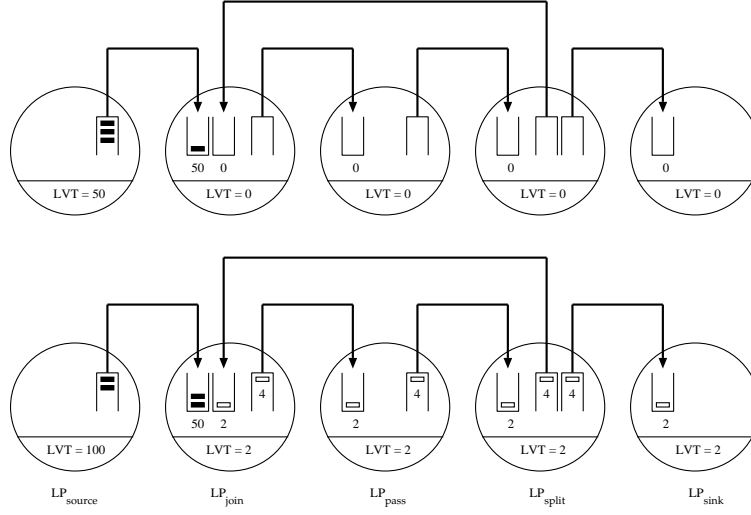 50 0 0 0 0
LVT = 50 LVT = 0 LVT = 0 LVT = 0 LVT = 0
4 4 4 4
50 2 2 2 2
LVT = 100 LVT = 2 LVT = 2 LVT = 2 LVT = 2
LPsource LPjoin LPpass LPsplit LPsink